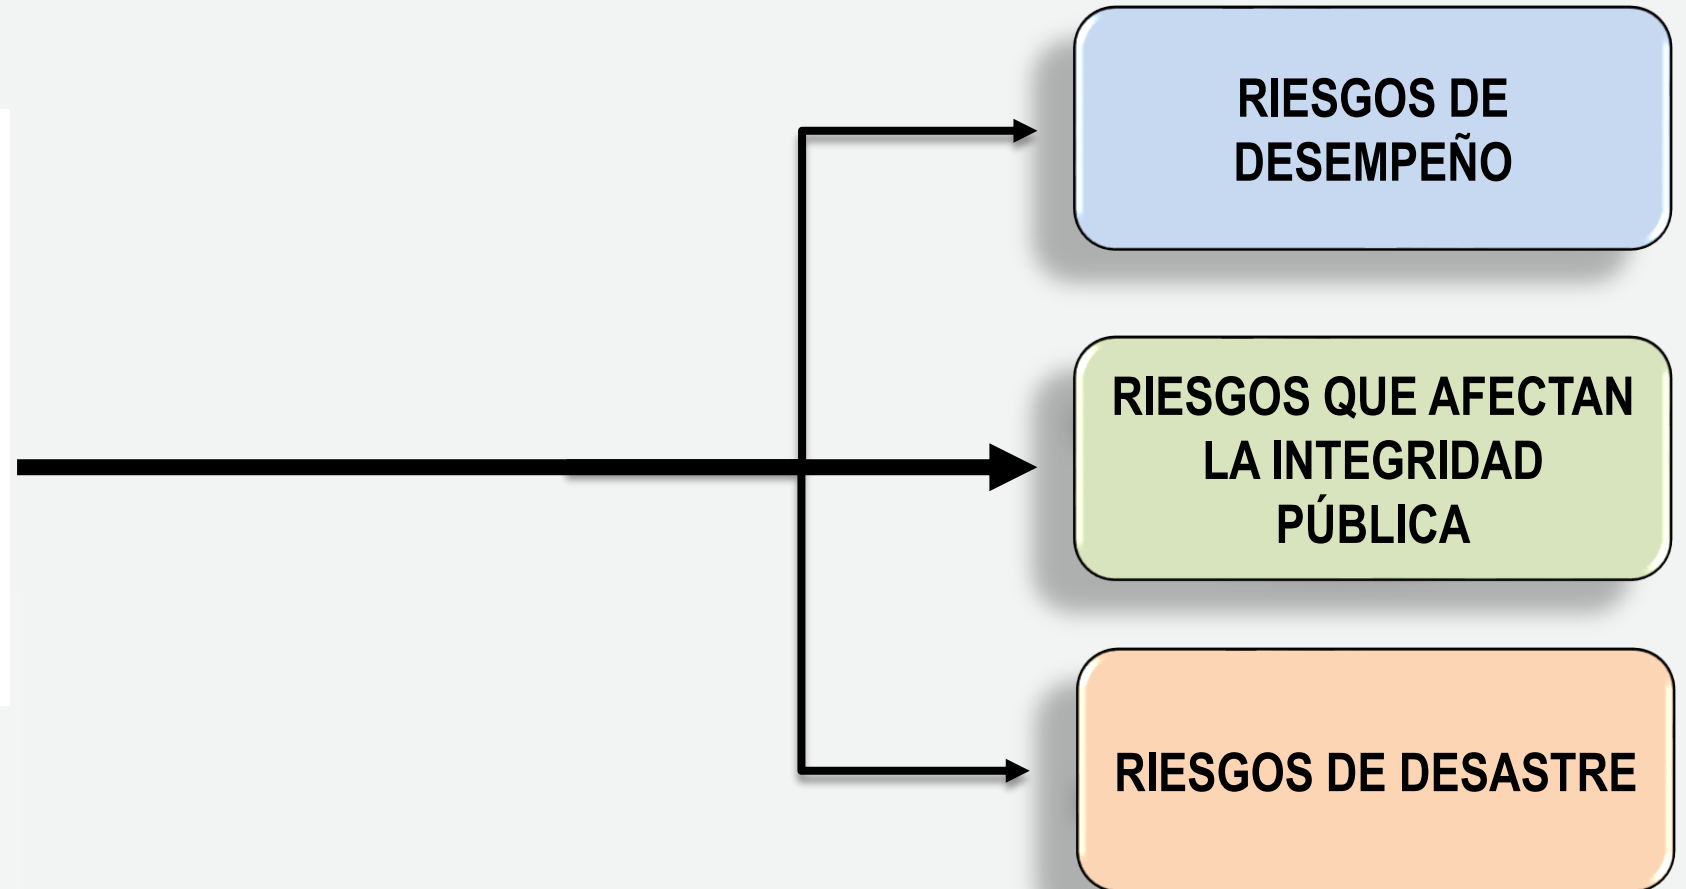 RIESGOS DE
DESEMPEÑO
RIESGOS QUE AFECTAN
LA INTEGRIDAD
PÚBLICA
RIESGOS DE DESASTRE